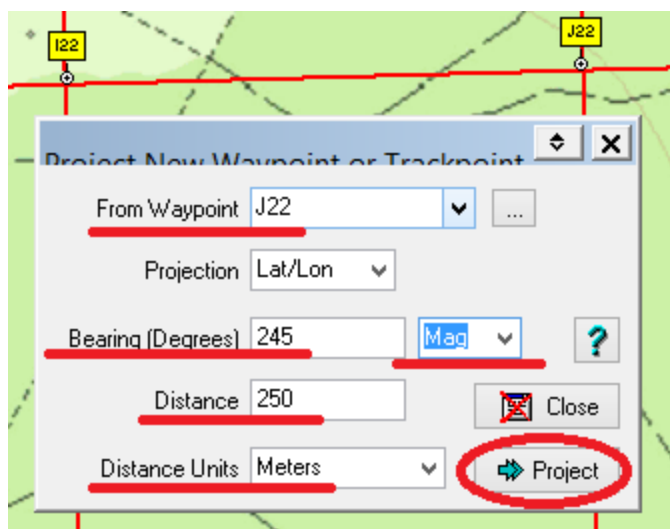 I22
J22
Project New Waypoint or Trackpoint
From Waypoint J22 ...
Projection Lat/Lon
Bearing (Degrees) 245 Mag ?
Distance 250 Close
Distance Units Meters Project